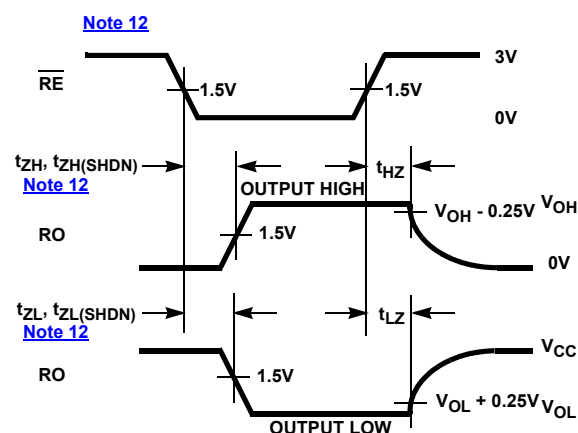 Note 12
RE
3V
1.5V
1.5V
0V
tZH, tZH(SHDN)
Note 12
tHZ
OUTPUT HIGH
VOH - 0.25V
VOH
RO
1.5V
0V
tZL, tZL(SHDN)
Note 12
tLZ
VCC
RO
1.5V
VOL + 0.25V
VOL
OUTPUT LOW